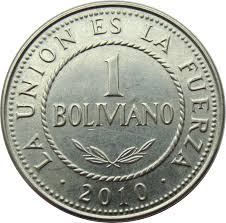 LA UNION ES LA FUERZA
1
BOLIVIANO
2010